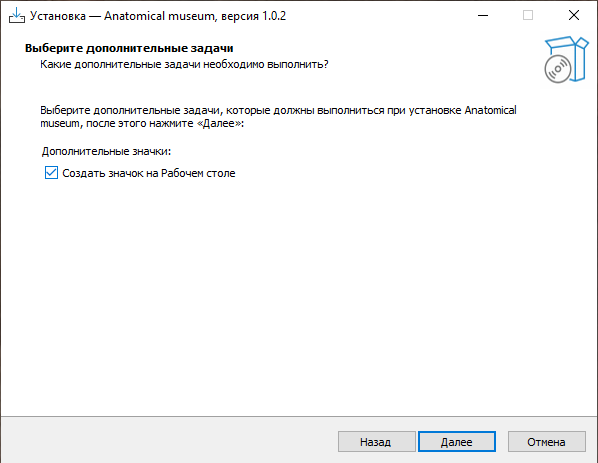 Установка — Anatomical museum, версия 1.0.2
Выберите дополнительные задачи
Какие дополнительные задачи необходимо выполнить?
Выберите дополнительные задачи, которые должны выполниться при установке Anatomical
museum, после этого нажмите «Далее»:
Дополнительные значки:
Создать значок на Рабочем столе
Назад
Далее
Отмена